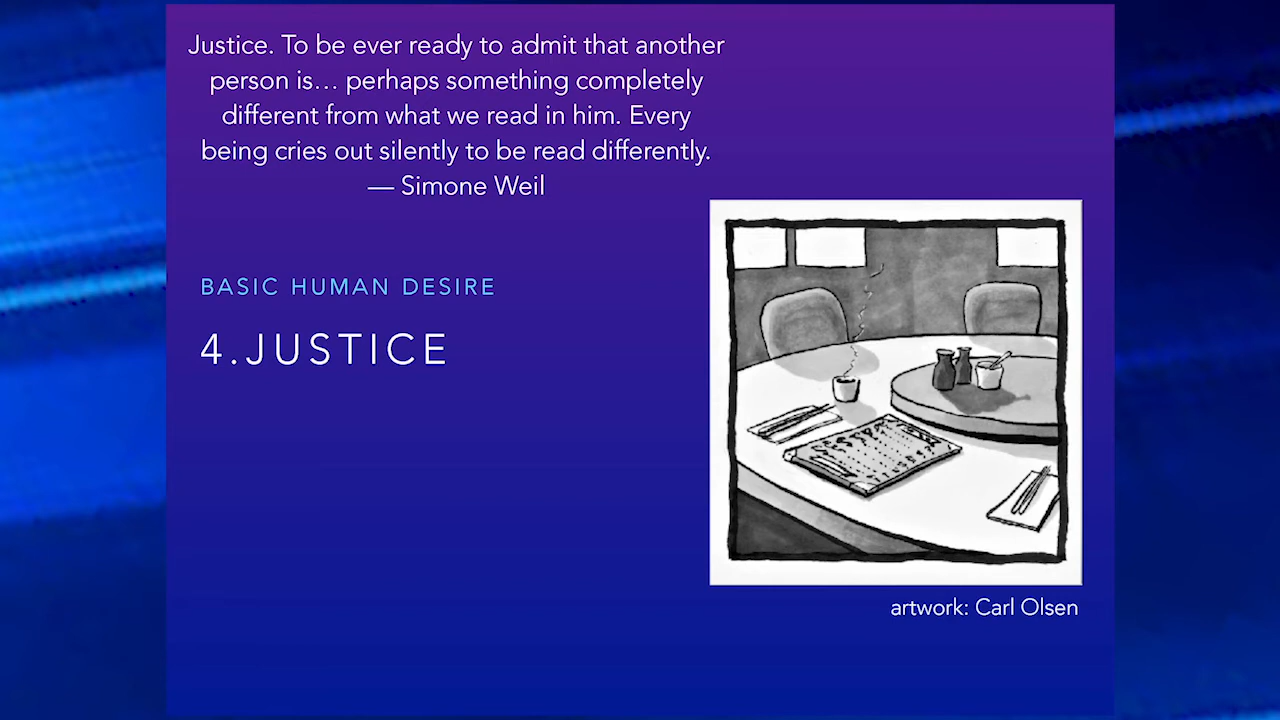 Justice. To be ever ready to admit that another
person is… perhaps something completely
different from what we read in him. Every
being cries out silently to be read differently.
— Simone Weil
BASIC HUMAN DESIRE
4.JUSTICE
artwork: Carl Olsen